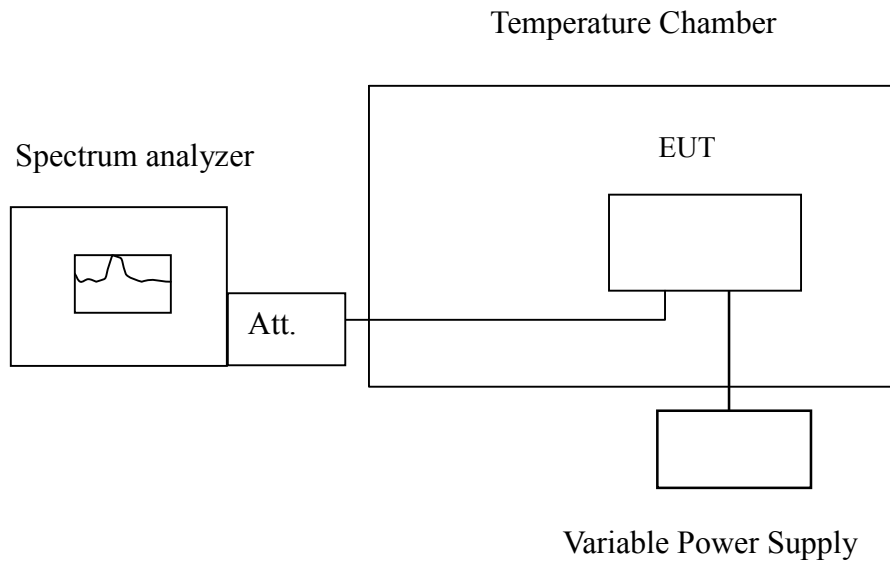 Temperature Chamber
Spectrum analyzer
EUT
Att.
Variable Power Supply